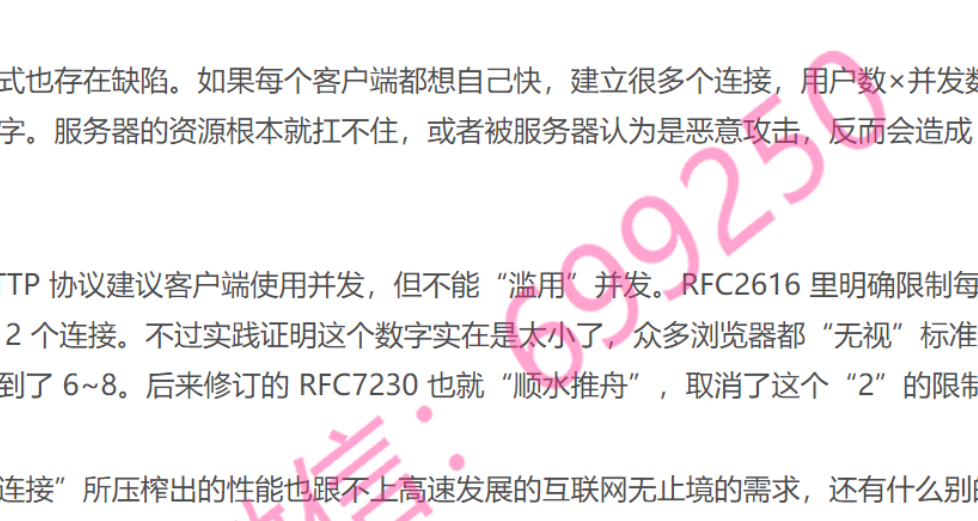 式也存在缺陷。如果每个客户端都想自己快，建立很多个连接，用户数×并发数
字。服务器的资源根本就扛不住，或者被服务器认为是恶意攻击，反而会造成
TTP 协议建议客户端使用并发，但不能“滥用”并发。RFC2616 里明确限制每
2 个连接。不过实践证明这个数字实在是太小了，众多浏览器都“无视”标准
到了 6~8。后来修订的 RFC7230 也就“顺水推舟”，取消了这个“2”的限制
连接”所压榨出的性能也跟不上高速发展的互联网无止境的需求，还有什么别的
微信：699250